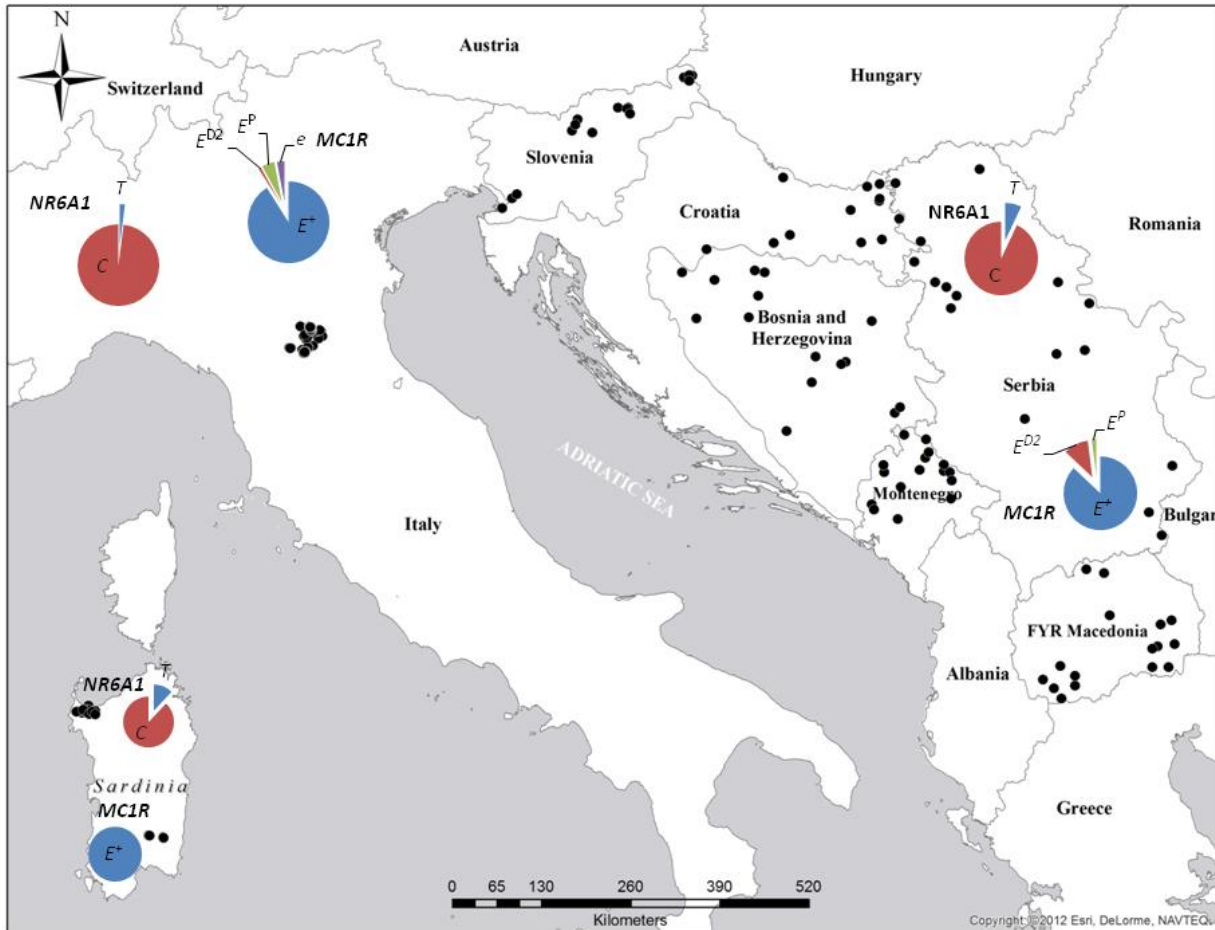 N
Austria
Hungary
Switzerland
E^P
E^D2
e MC1R
Slovenia
T
NR6A1
E^+
C
Croatia
T
NR6A1
C
Romania
Bosnia and
Herzegovina
Serbia
E^P
E^D2
ADRIATIC SEA
Italy
Montenegro
MC1R
E^+
Bulgar
FYR Macedonia
Albania
T
NR6A1
C
Sardinia
MC1R
E^+
Greece
0 65 130 260 390 520
Kilometers
Copyright: ©2012 Esri, DeLorme, NAVTEQ,